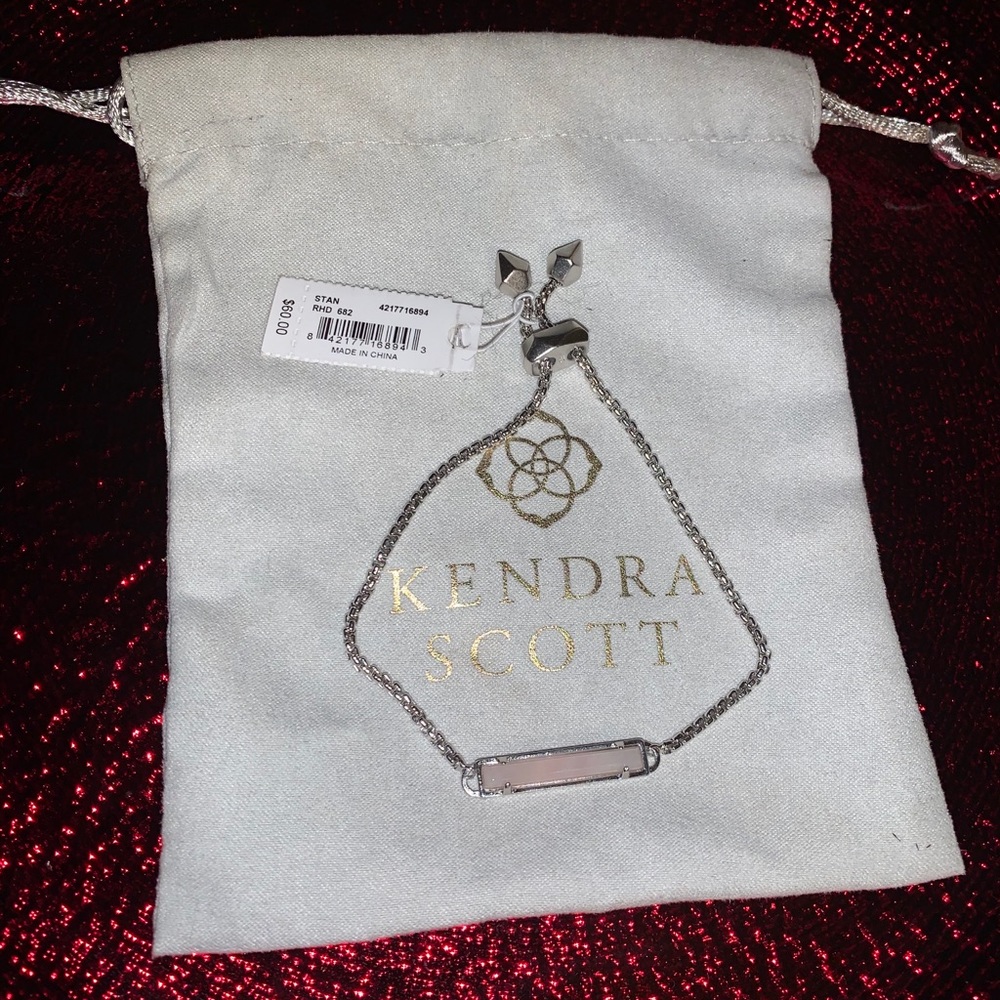 $60.00
STAN 4217716894
RHD 682
8 42177 16894 3
MADE IN CHINA
KENDRA
SCOTT